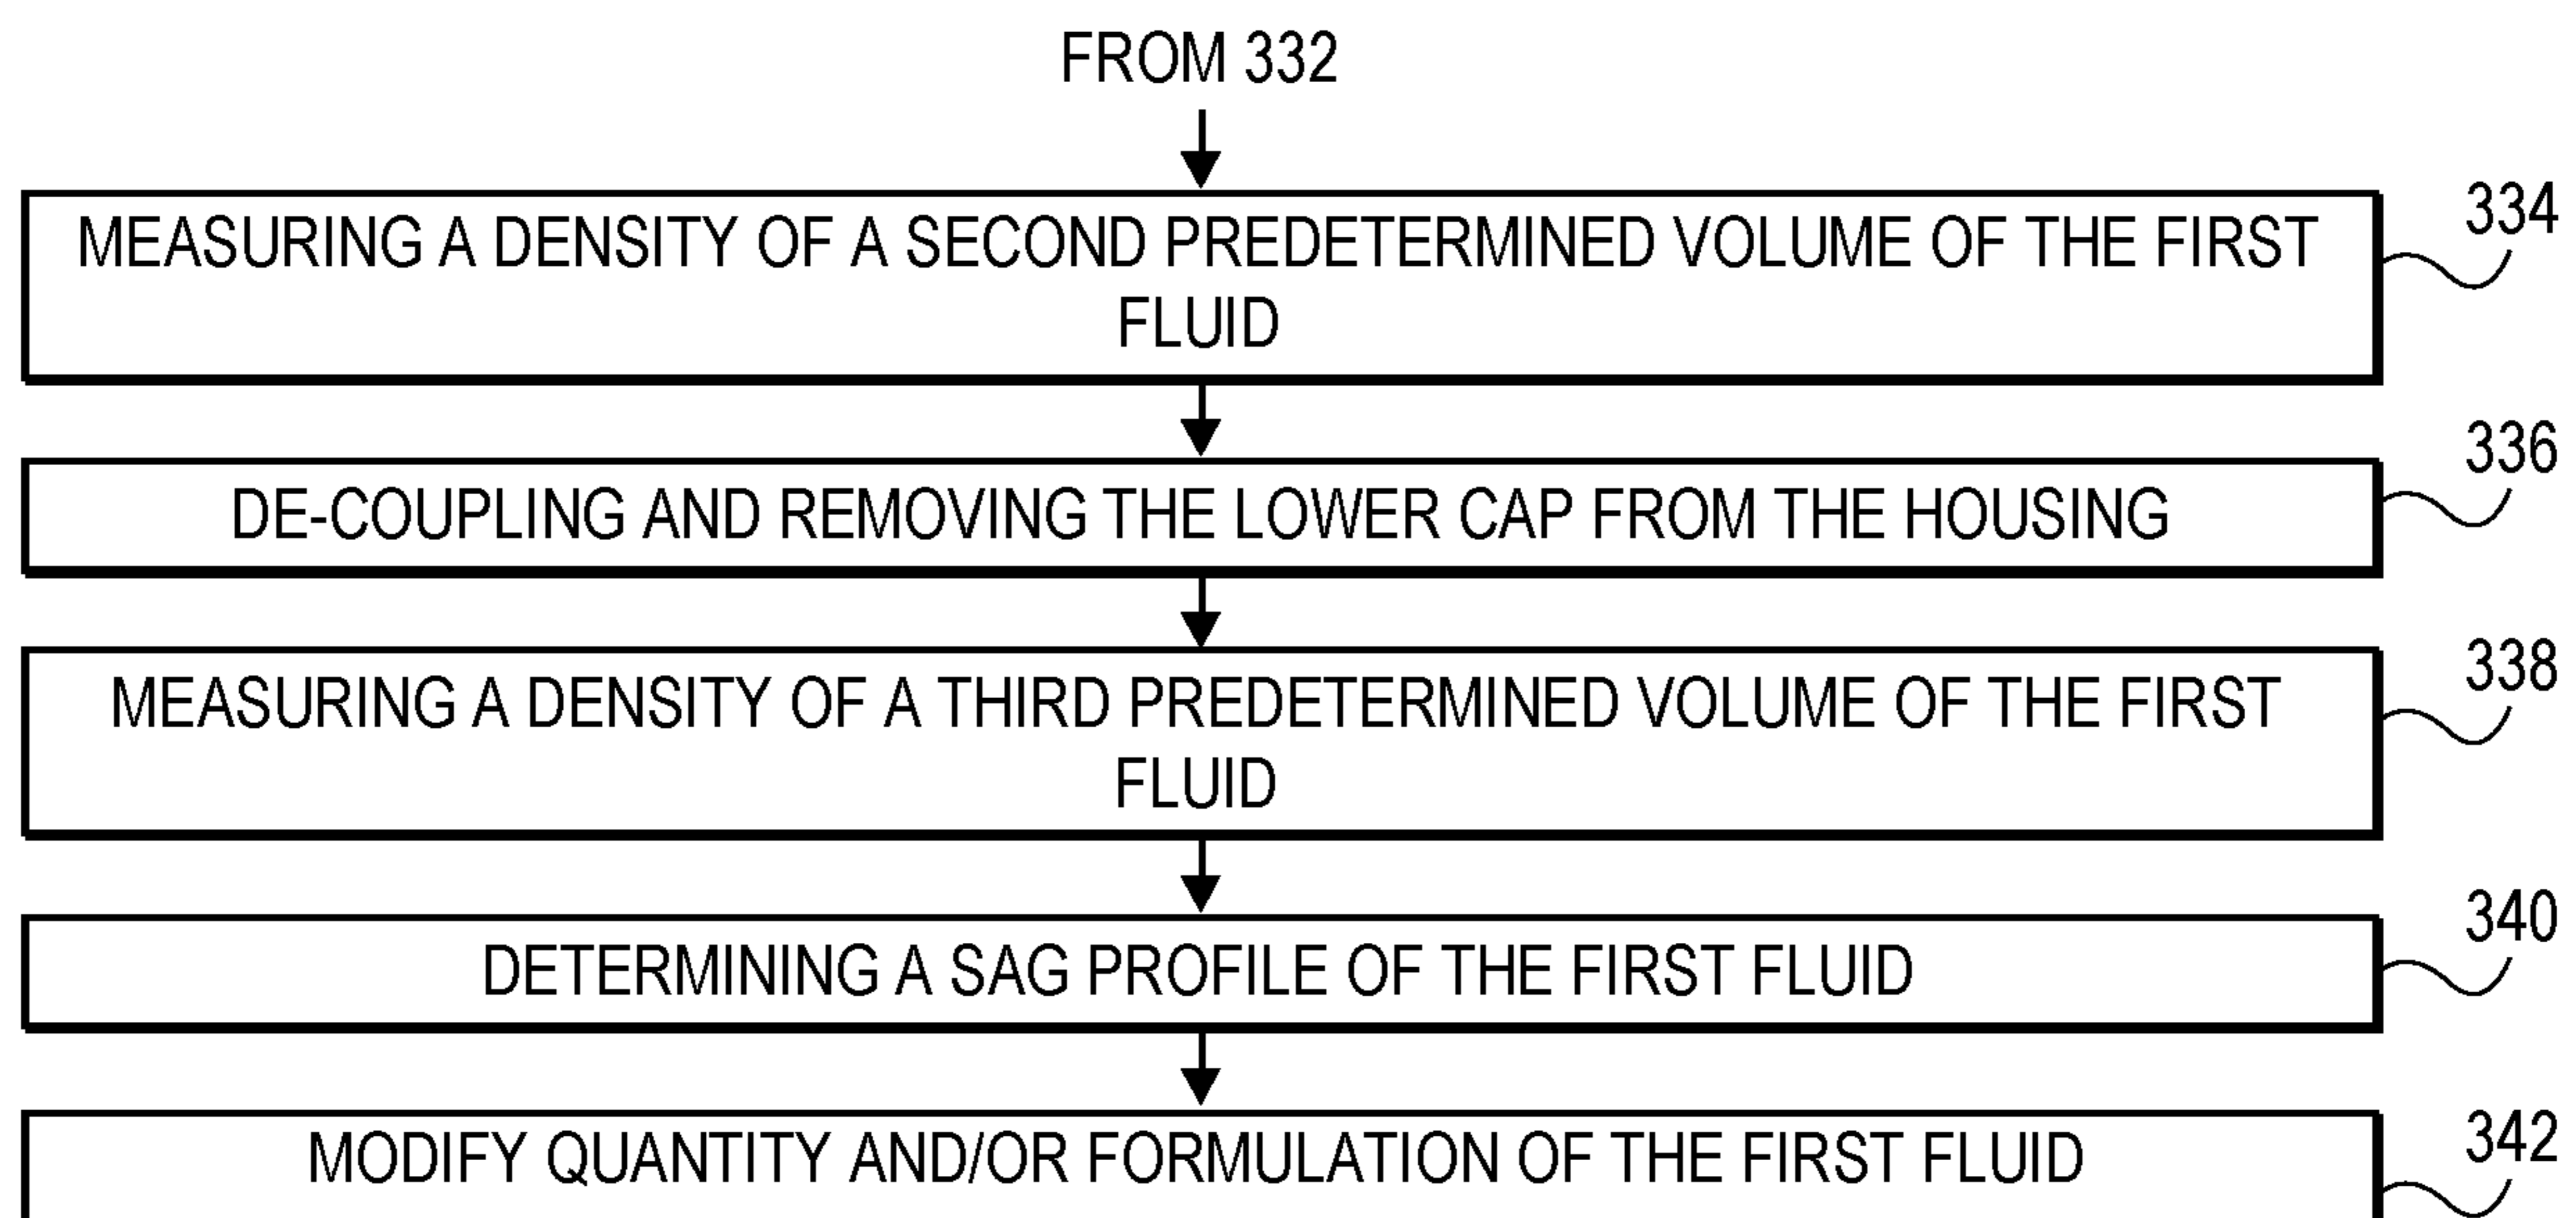 FROM 332
MEASURING A DENSITY OF A SECOND PREDETERMINED VOLUME OF THE FIRST
FLUID
334
DE-COUPLING AND REMOVING THE LOWER CAP FROM THE HOUSING
336
MEASURING A DENSITY OF A THIRD PREDETERMINED VOLUME OF THE FIRST
FLUID
338
DETERMINING A SAG PROFILE OF THE FIRST FLUID
340
MODIFY QUANTITY AND/OR FORMULATION OF THE FIRST FLUID
342